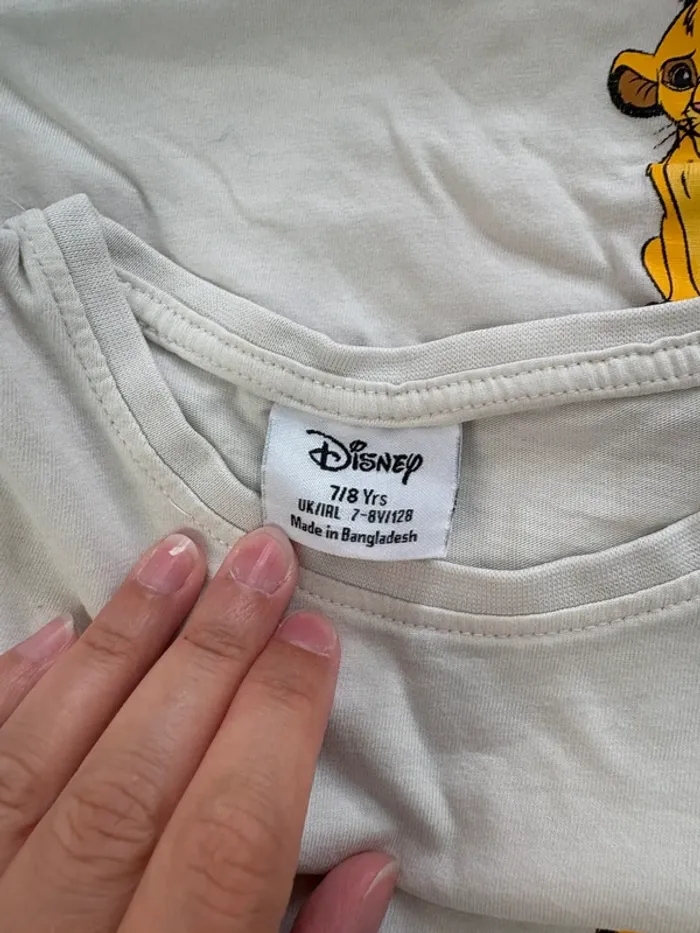 Disney
7/8 Yrs
UK/IRL 7-8Y/128
Made in Bangladesh